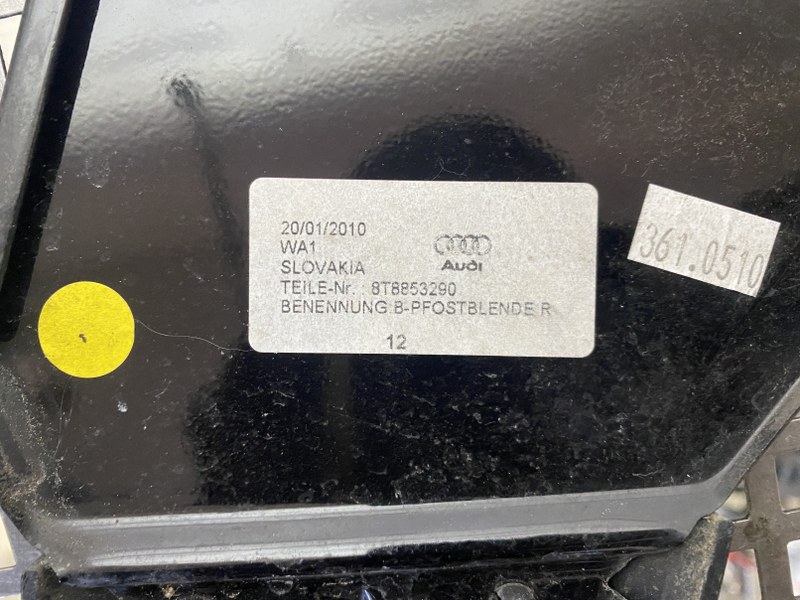 20/01/2010
WA1
SLOVAKIA
Audi
TEILE-Nr. : 8T8853290
BENENNUNG:B-PFOSTBLENDE R
12
361.0510